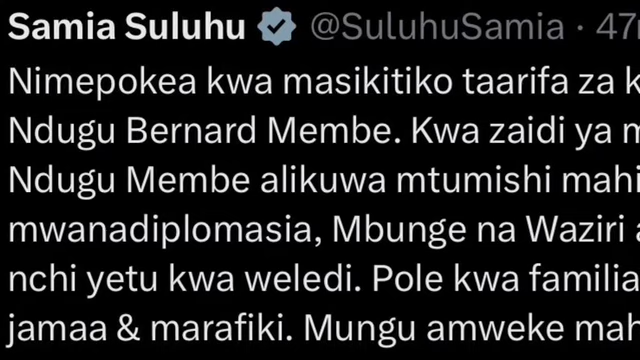 Samia Suluhu @SuluhuSamia · 47
Nimepokea kwa masikitiko taarifa za
Ndugu Bernard Membe. Kwa zaidi ya
Ndugu Membe alikuwa mtumishi
mwanadiplomasia, Mbunge na Waziri
nchi yetu kwa weledi. Pole kwa familia
jamaa & marafiki. Mungu amweke